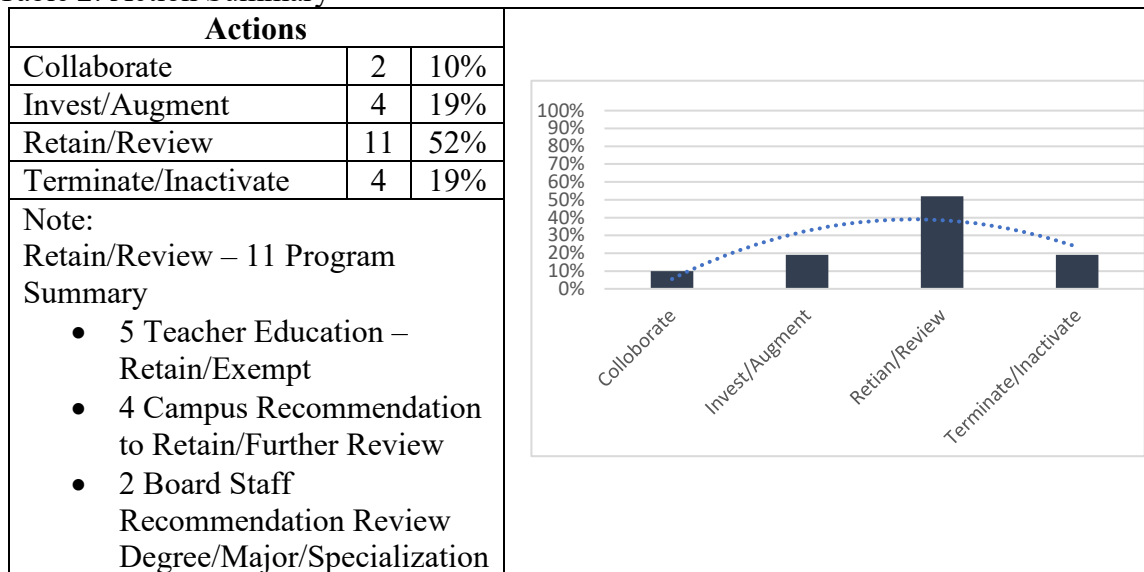 Actions
Collaborate 2 10%
Invest/Augment 4 19%
Retain/Review 11 52%
Terminate/Inactivate 4 19%
Note:
Retain/Review – 11 Program
Summary
• 5 Teacher Education –
Retain/Exempt
• 4 Campus Recommendation
to Retain/Further Review
• 2 Board Staff
Recommendation Review
Degree/Major/Specialization
100%
90%
80%
70%
60%
50%
40%
30%
20%
10%
0%
Colloborate
Invest/Augment
Retian/Review
Terminate/Inactivate